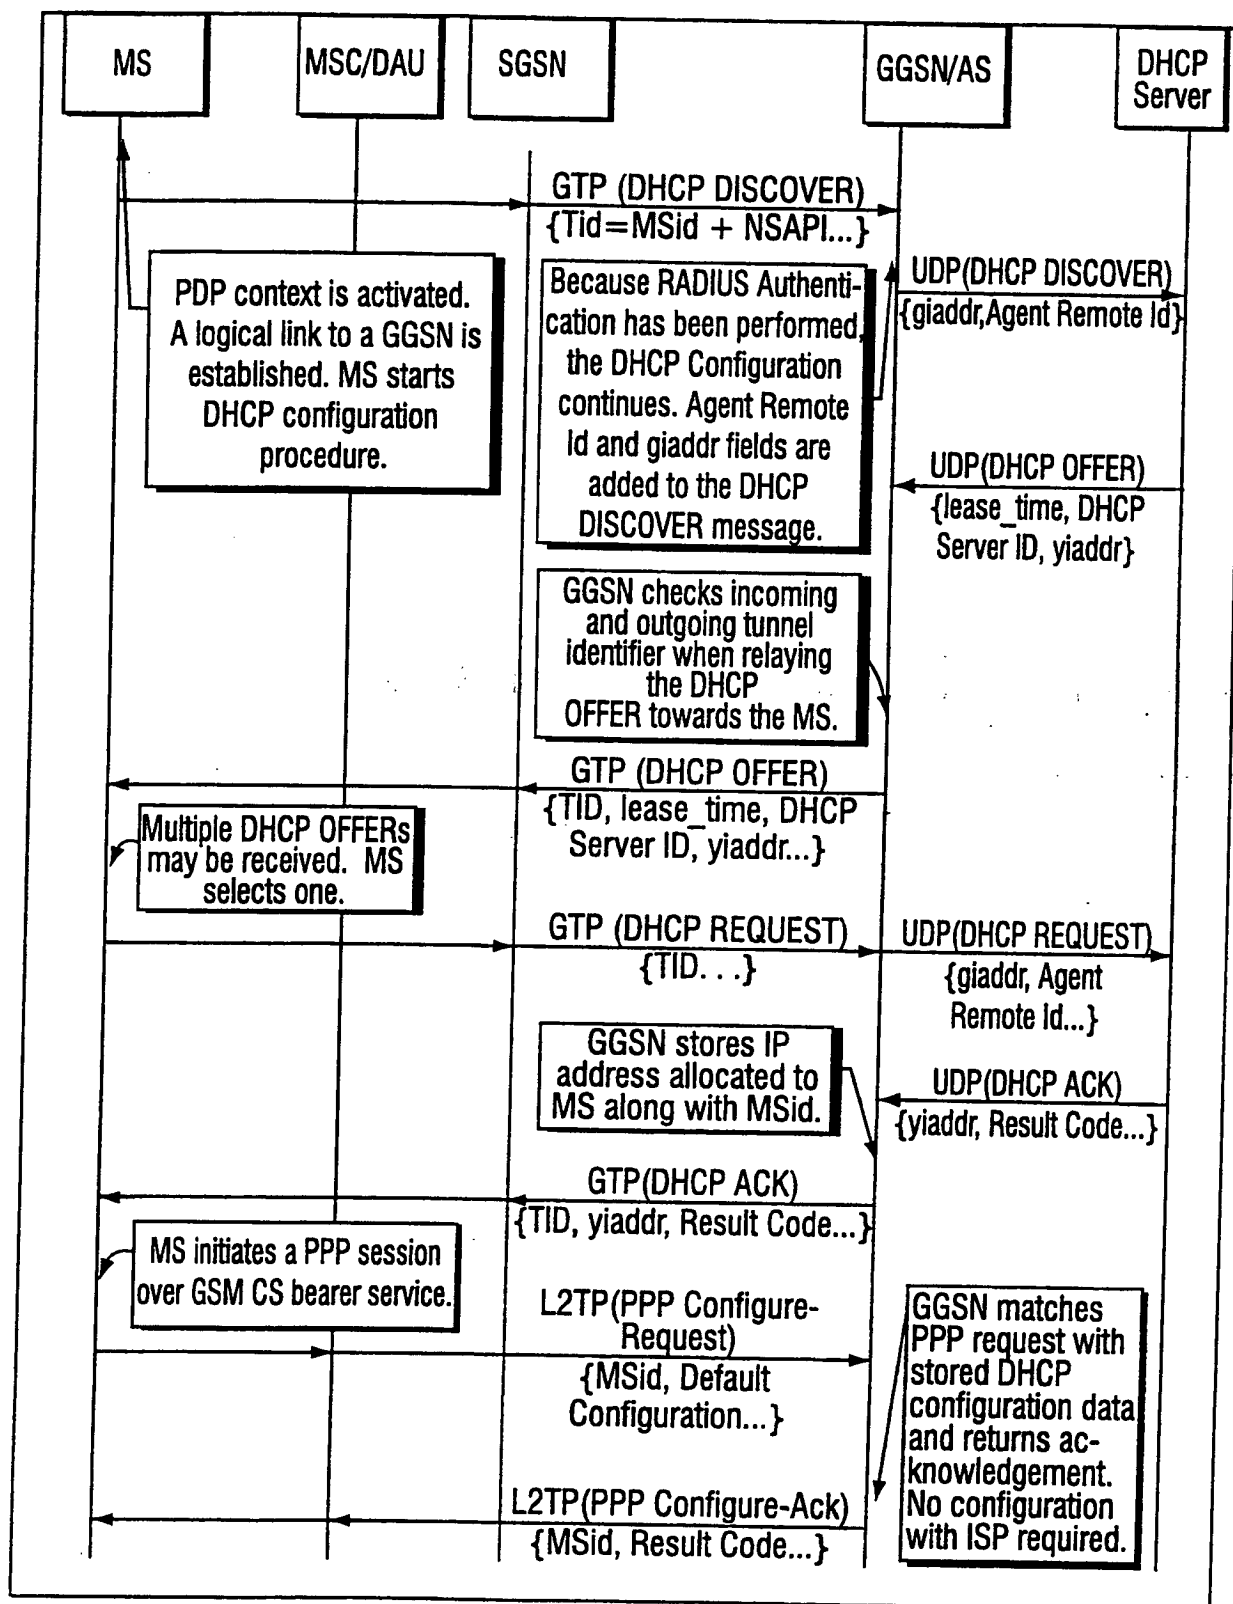 MS
MSC/DAU
SGSN
GGSN/AS
DHCP
Server
GTP (DHCP DISCOVER)
{Tid=MSid + NSAPI...}
PDP context is activated.
A logical link to a GGSN is
established. MS starts
DHCP configuration
procedure.
Because RADIUS Authenti-
cation has been performed,
the DHCP Configuration
continues. Agent Remote
Id and giaddr fields are
added to the DHCP
DISCOVER message.
UDP(DHCP DISCOVER)
{giaddr,Agent Remote Id}
UDP(DHCP OFFER)
{lease_time, DHCP
Server ID, yiaddr}
GGSN checks incoming
and outgoing tunnel
identifier when relaying
the DHCP
OFFER towards the MS.
GTP (DHCP OFFER)
{TID, lease_time, DHCP
Server ID, yiaddr...}
Multiple DHCP OFFERs
may be received. MS
selects one.
GTP (DHCP REQUEST)
{TID...}
UDP(DHCP REQUEST)
{giaddr, Agent
Remote Id...}
GGSN stores IP
address allocated to
MS along with MSid.
UDP(DHCP ACK)
{yiaddr, Result Code...}
GTP(DHCP ACK)
{TID, yiaddr, Result Code...}
MS initiates a PPP session
over GSM CS bearer service.
L2TP(PPP Configure-
Request)
{MSid, Default
Configuration...}
GGSN matches
PPP request with
stored DHCP
configuration data
and returns ac-
knowledgement.
No configuration
with ISP required.
L2TP(PPP Configure-Ack)
{MSid, Result Code...}